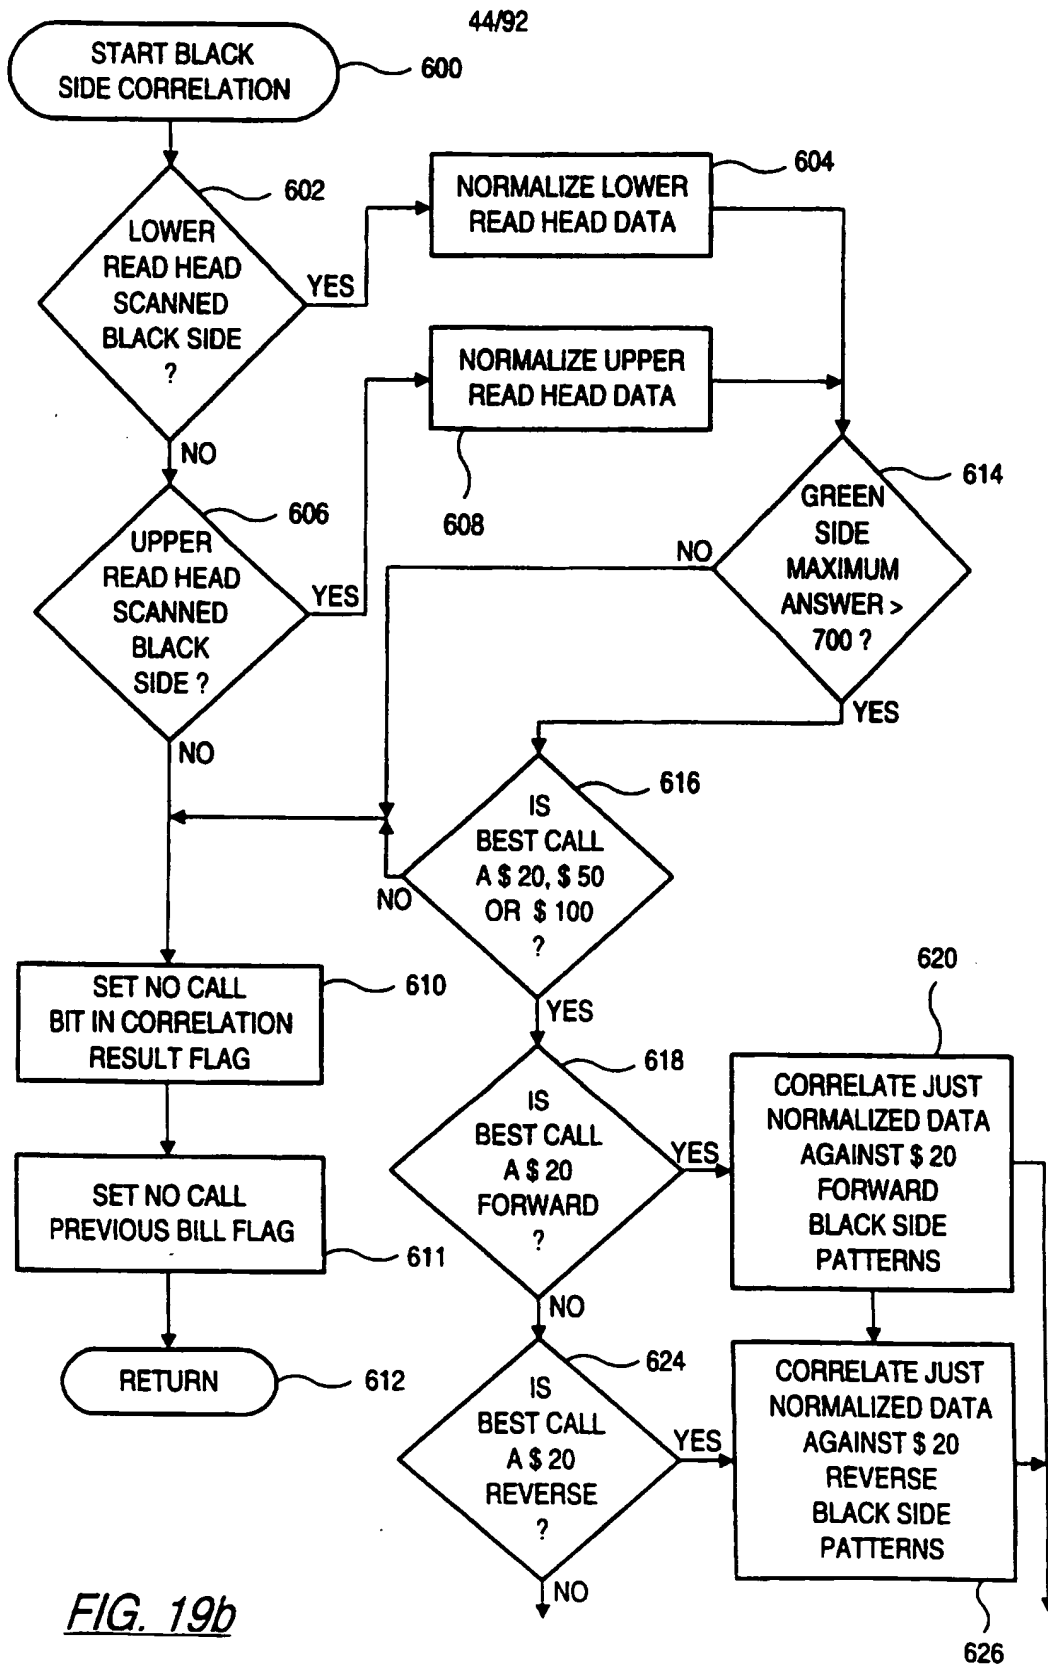 44/92
START BLACK
SIDE CORRELATION
600
602
LOWER
READ HEAD
SCANNED
BLACK SIDE
?
YES
NO
604
NORMALIZE LOWER
READ HEAD DATA
606
UPPER
READ HEAD
SCANNED
BLACK
SIDE ?
YES
NO
NORMALIZE UPPER
READ HEAD DATA
608
614
GREEN
SIDE
MAXIMUM
ANSWER >
700 ?
NO
YES
616
IS
BEST CALL
A $ 20, $ 50
OR $ 100
?
NO
YES
SET NO CALL
BIT IN CORRELATION
RESULT FLAG
610
SET NO CALL
PREVIOUS BILL FLAG
611
RETURN
612
618
IS
BEST CALL
A $ 20
FORWARD
?
YES
NO
620
CORRELATE JUST
NORMALIZED DATA
AGAINST $ 20
FORWARD
BLACK SIDE
PATTERNS
624
IS
BEST CALL
A $ 20
REVERSE
?
YES
NO
CORRELATE JUST
NORMALIZED DATA
AGAINST $ 20
REVERSE
BLACK SIDE
PATTERNS
626
FIG. 19b